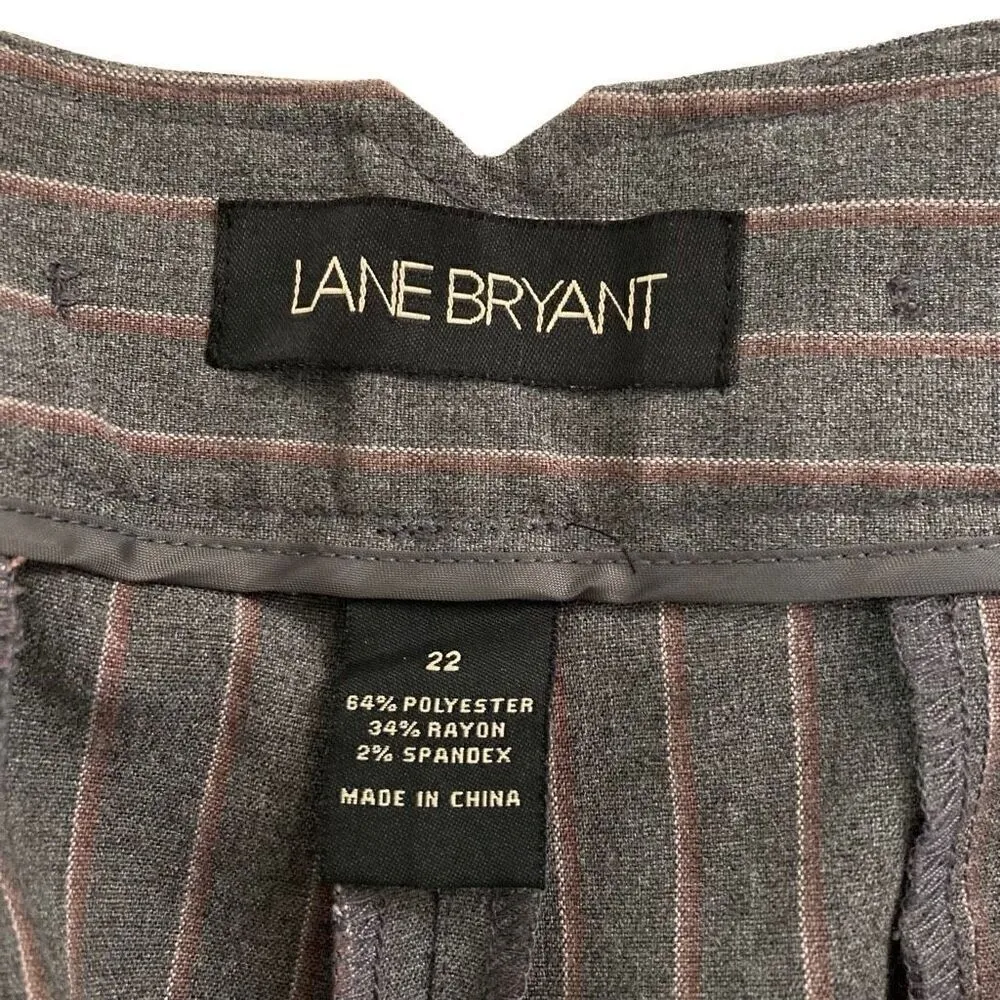 LANE BRYANT
22
64% POLYESTER
34% RAYON
2% SPANDEX
MADE IN CHINA